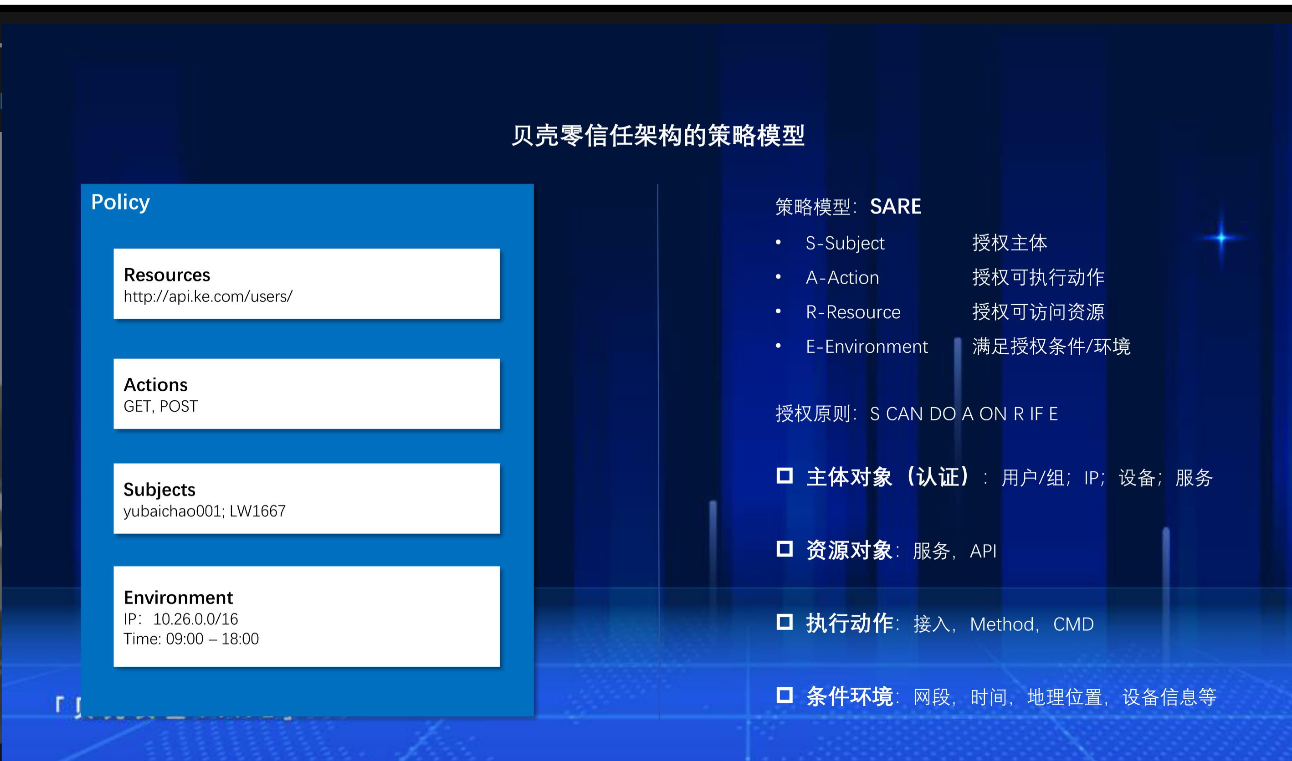 贝壳零信任架构的策略模型
Policy
Resources
http://api.ke.com/users/
Actions
GET, POST
Subjects
yubaichao001; LW1667
Environment
IP： 10.26.0.0/16
Time: 09:00 – 18:00
策略模型：SARE
• S-Subject 授权主体
• A-Action 授权可执行动作
• R-Resource 授权可访问资源
• E-Environment 满足授权条件/环境
授权原则：S CAN DO A ON R IF E
主体对象（认证）：用户/组；IP；设备；服务
资源对象：服务，API
执行动作：接入，Method，CMD
条件环境：网段，时间，地理位置，设备信息等